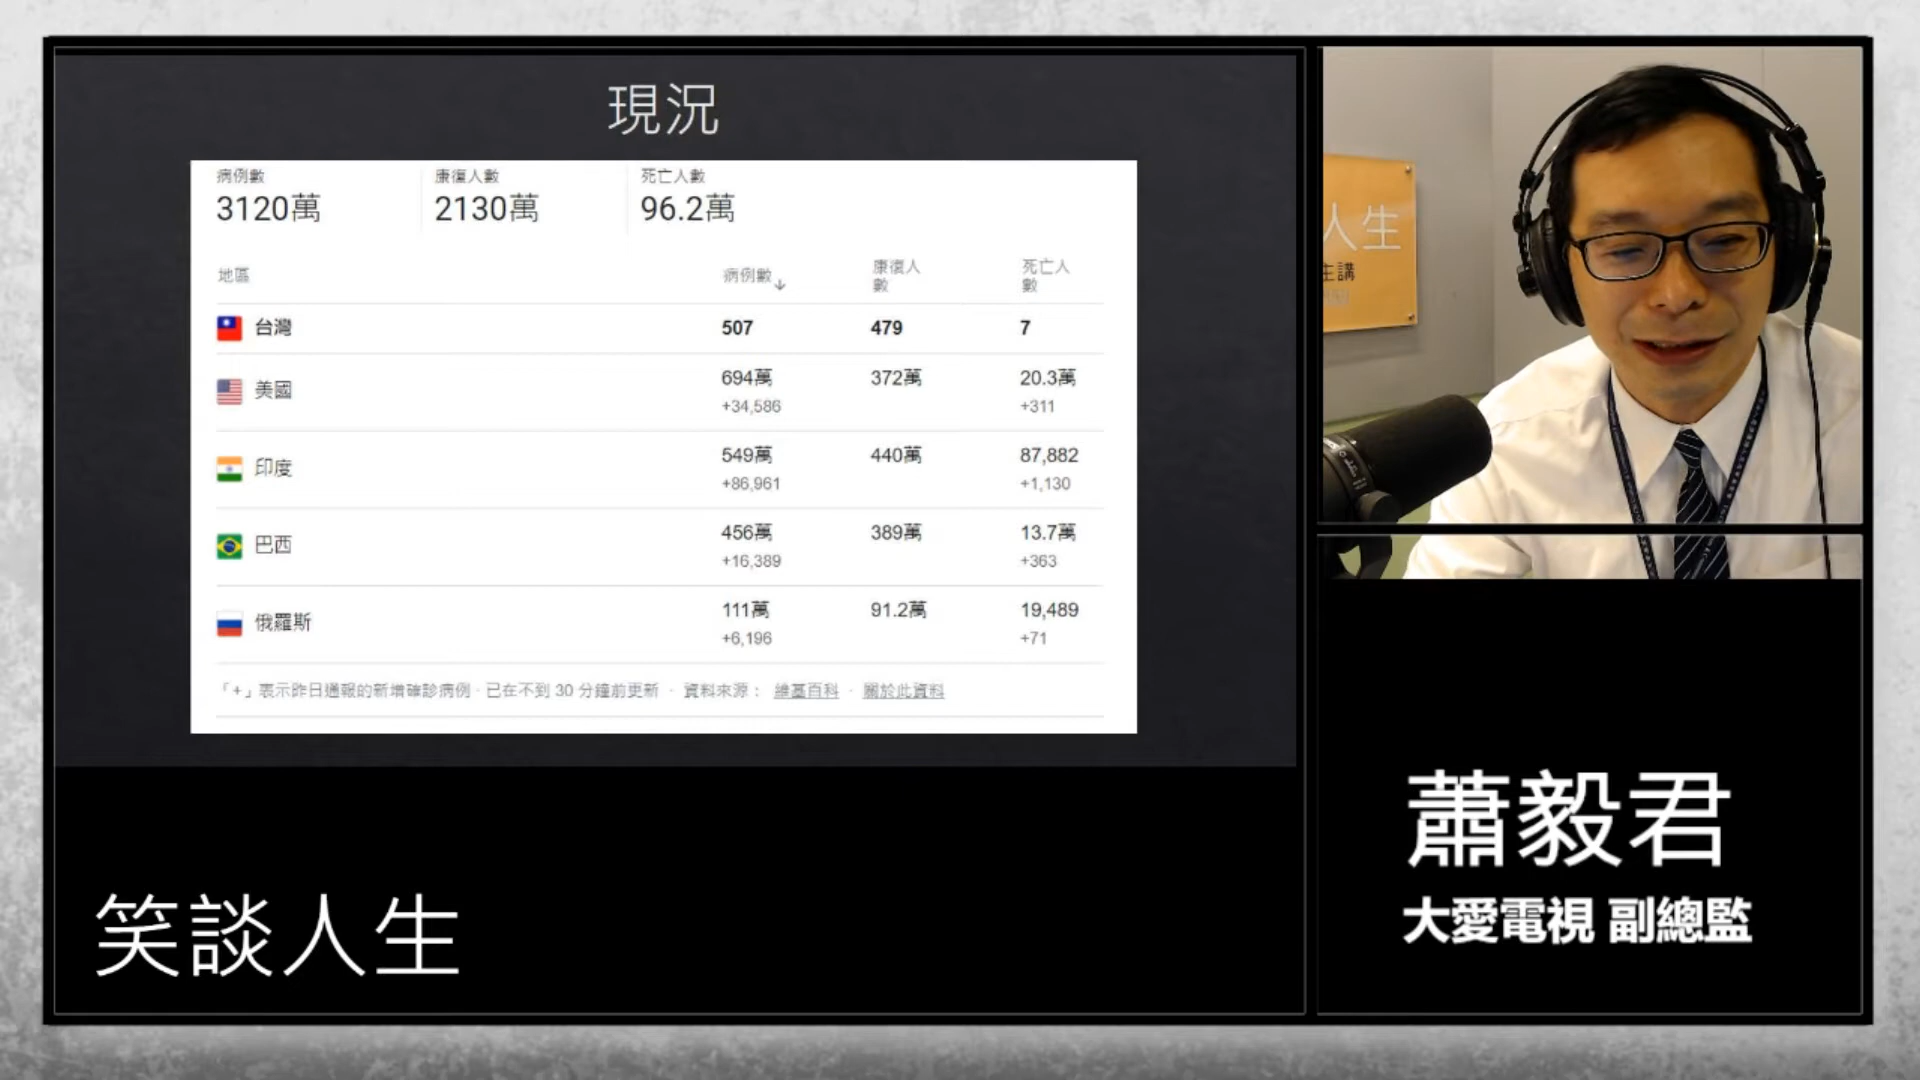 現況
病例數 康復人數 死亡人數
3120萬 2130萬 96.2萬
地區 病例數↓ 康復人數 死亡人數
台灣 507 479 7
美國 694萬 372萬 20.3萬
+34,586 +311
印度 549萬 440萬 87,882
+86,961 +1,130
巴西 456萬 389萬 13.7萬
+16,389 +363
俄羅斯 111萬 91.2萬 19,489
+6,196 +71
「+」表示昨日通報的新增確診病例 · 已在不到 30 分鐘前更新 · 資料來源： 維基百科 · 關於此資料
人生
主講
蕭毅君
大愛電視 副總監
笑談人生